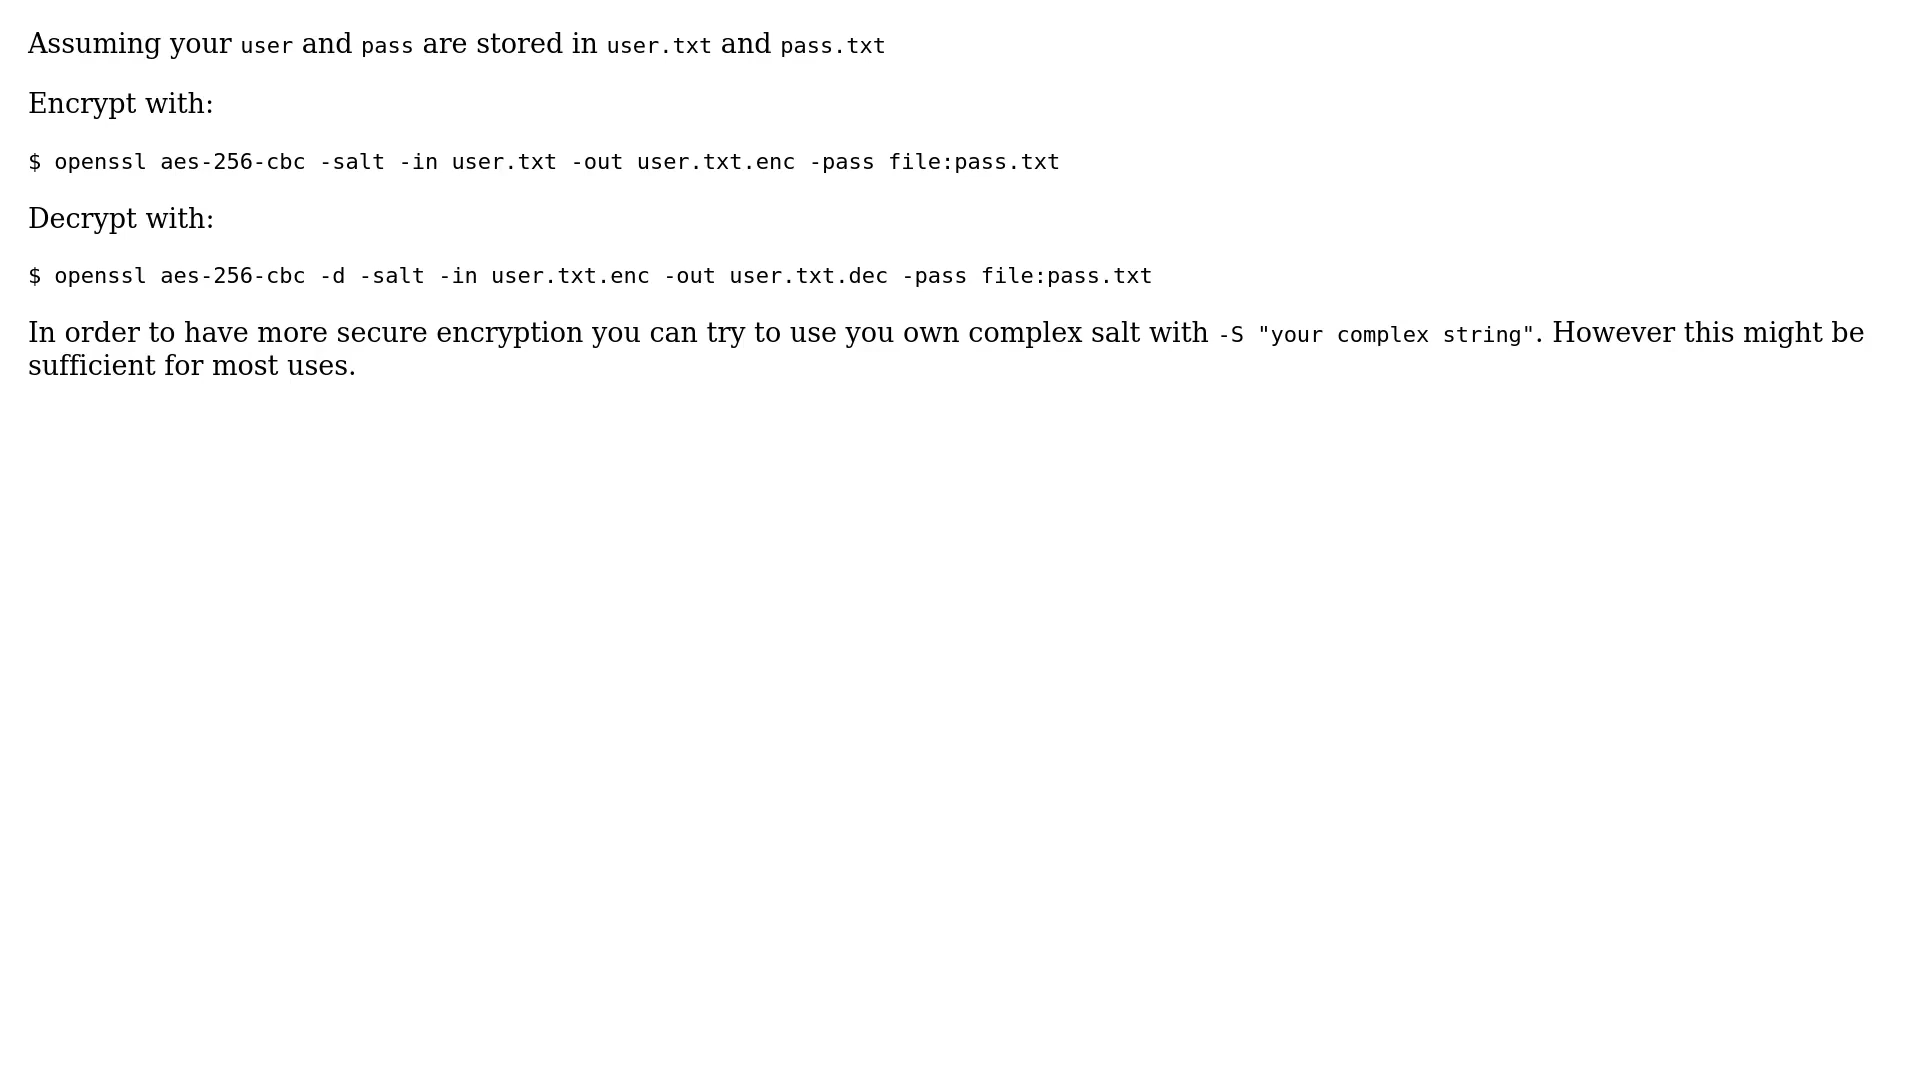 Assuming your user and pass are stored in user.txt and pass.txt
Encrypt with:
$ openssl aes-256-cbc -salt -in user.txt -out user.txt.enc -pass file:pass.txt
Decrypt with:
$ openssl aes-256-cbc -d -salt -in user.txt.enc -out user.txt.dec -pass file:pass.txt
In order to have more secure encryption you can try to use you own complex salt with -S "your complex string". However this might be
sufficient for most uses.